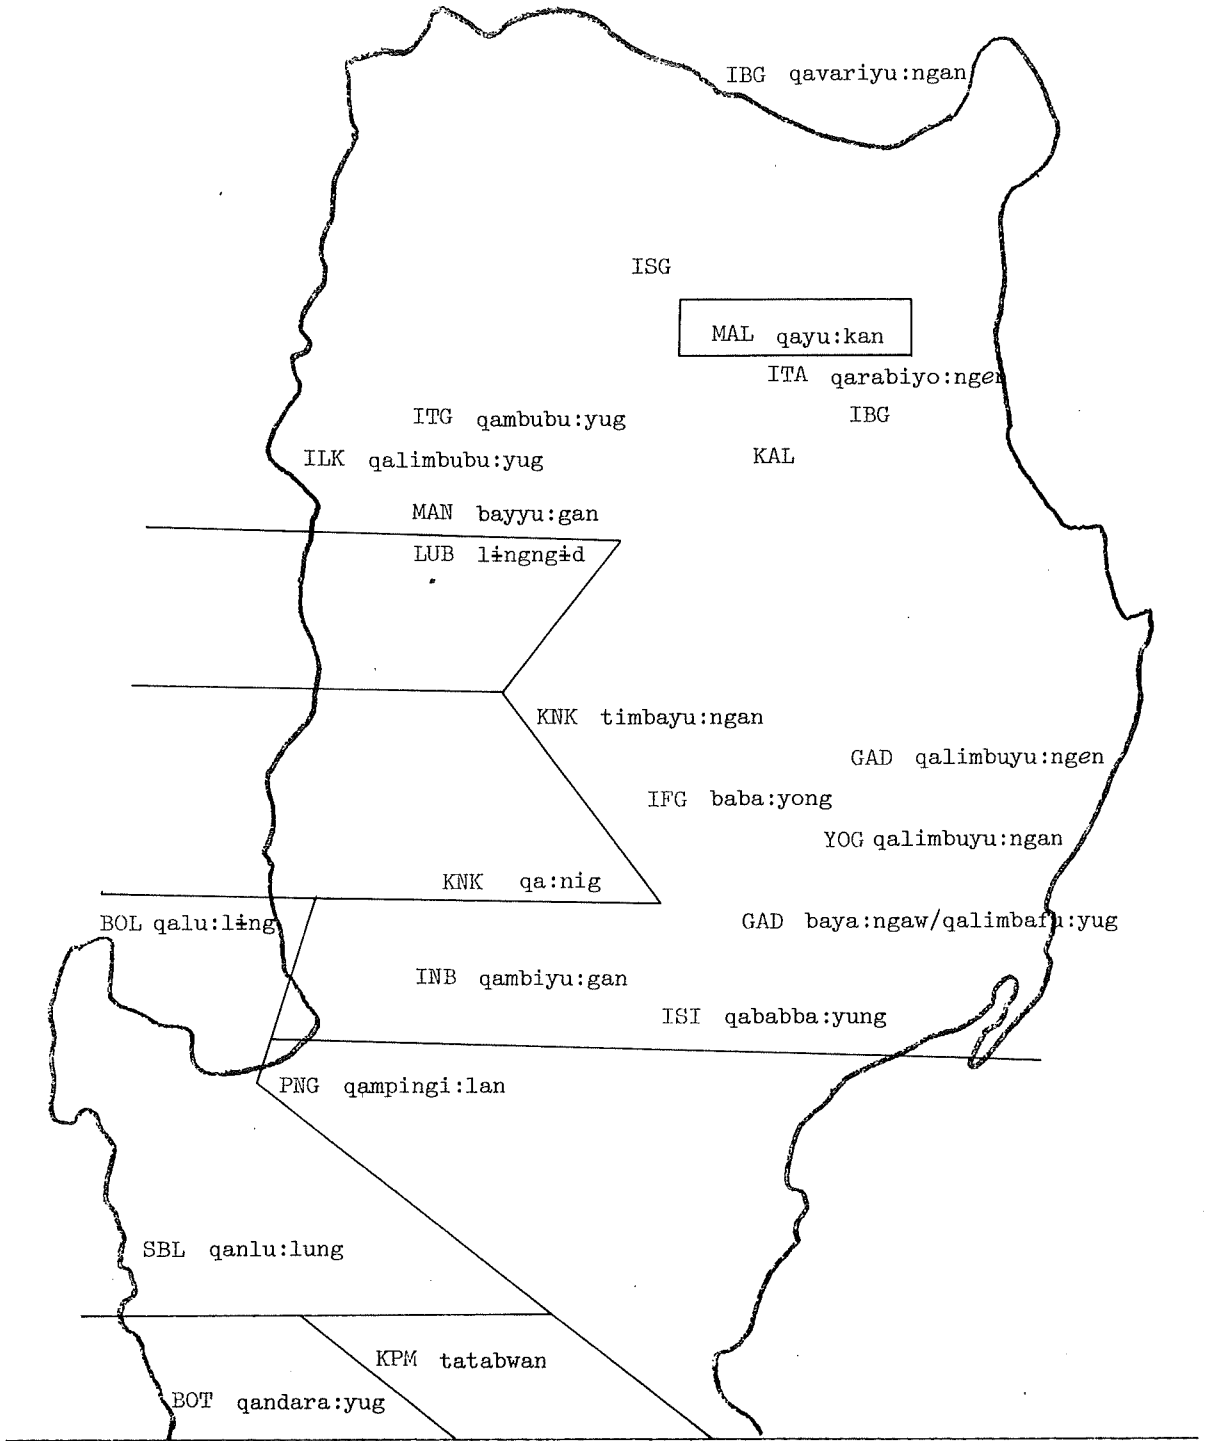 IBG qavariyu:ngan
ISG
MAL qayu:kan
ITA qarabiyo:ngen
IBG
ITG qambubu:yug
KAL
ILK qalimbubu:yug
MAN bayyu:gan
LUB lɨngngɨd
KNK timbayu:ngan
GAD qalimbuyu:ngen
IFG baba:yong
YOG qalimbuyu:ngan
KNK qa:nig
BOL qalu:lɨng
GAD baya:ngaw/qalimbafu:yug
INB qambiyu:gan
ISI qababba:yung
PNG qampingi:lan
SBL qanlu:lung
KPM tatabwan
BOT qandara:yug